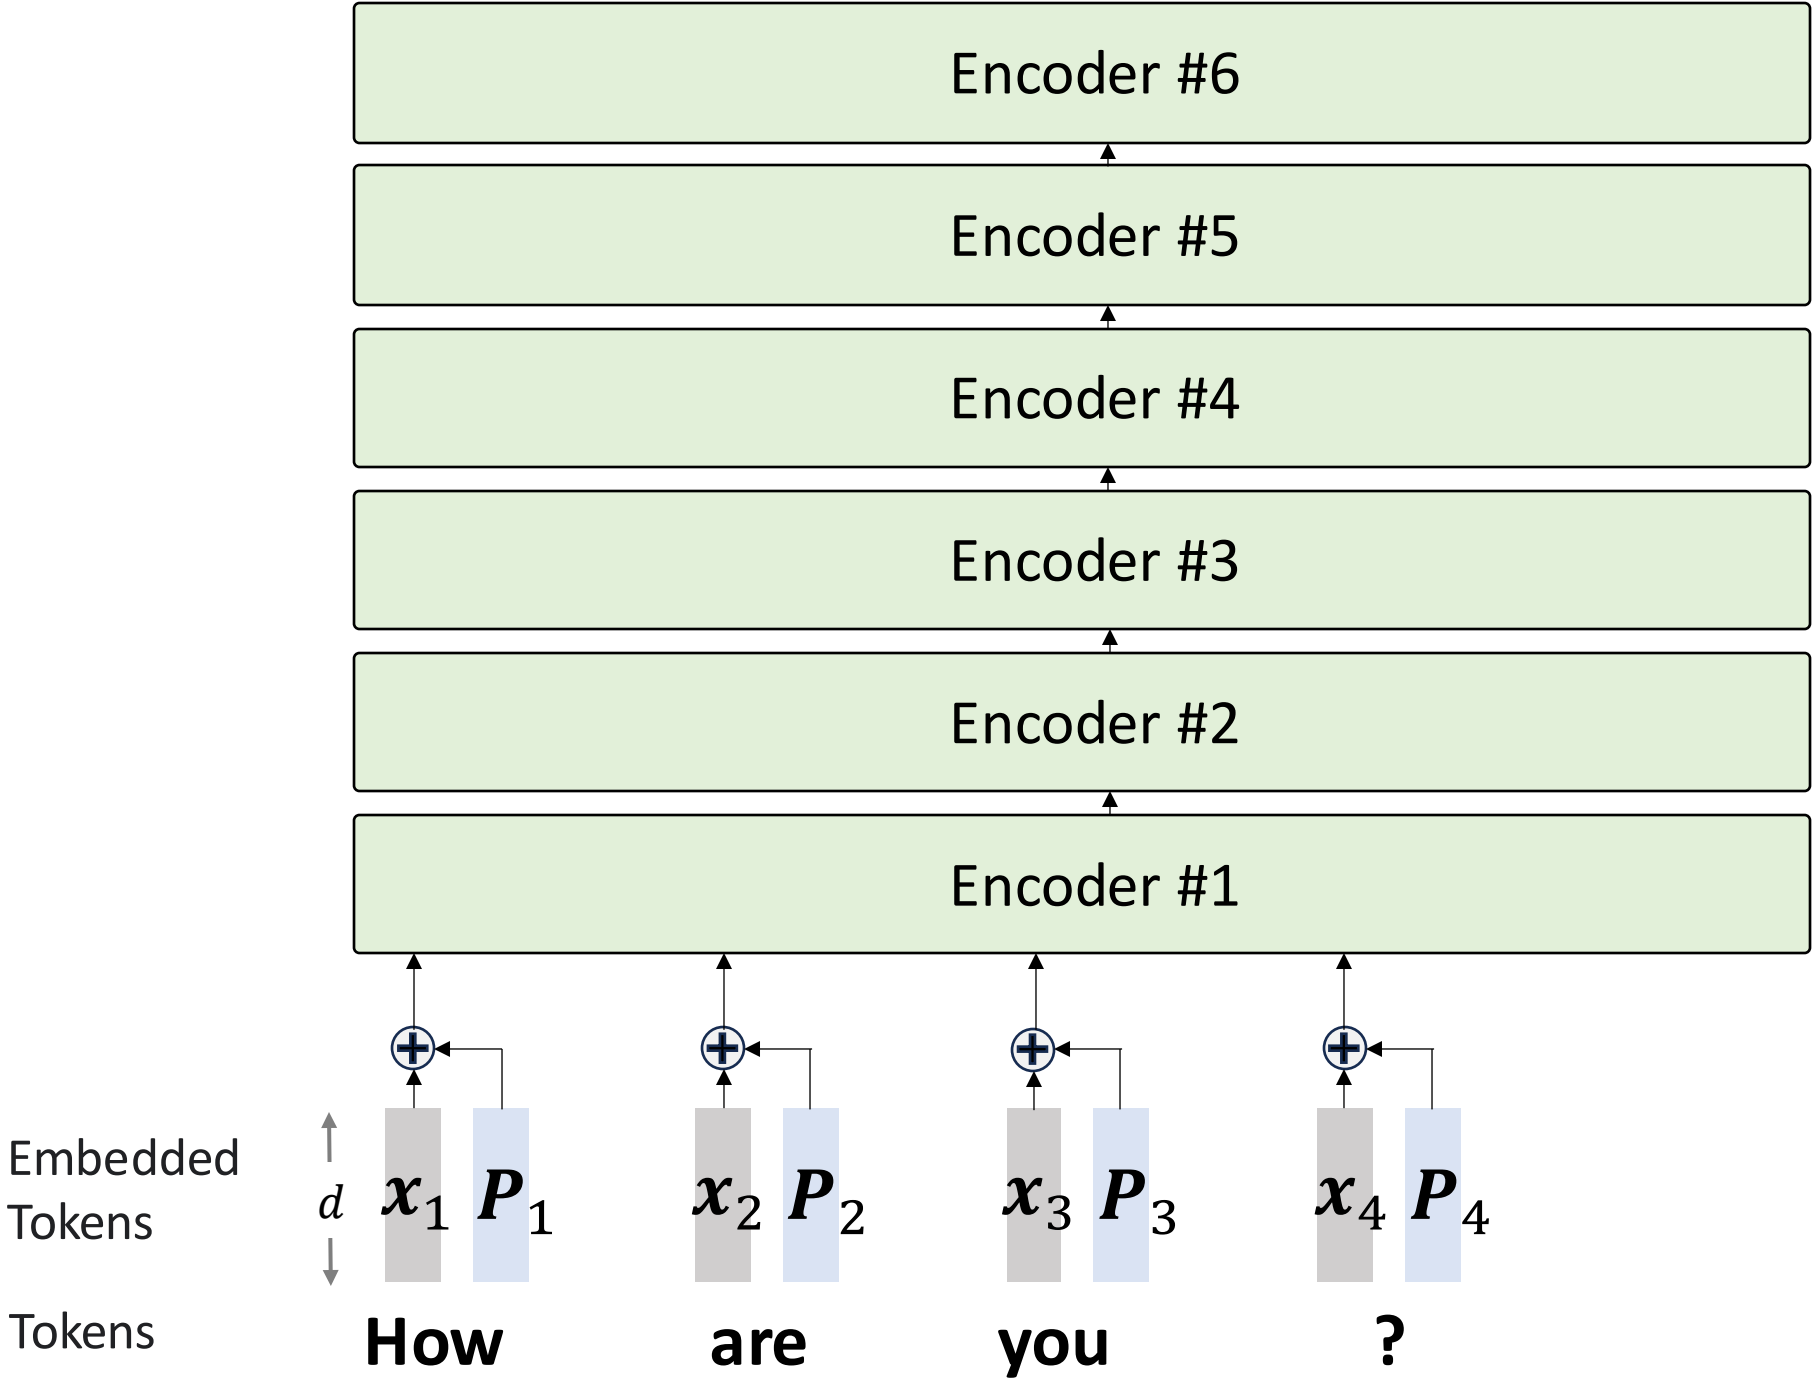 Encoder #6
Encoder #5
Encoder #4
Encoder #3
Encoder #2
Encoder #1
Embedded
Tokens
d
x₁ P₁ x₂ P₂ x₃ P₃ x₄ P₄
Tokens
How are you ?